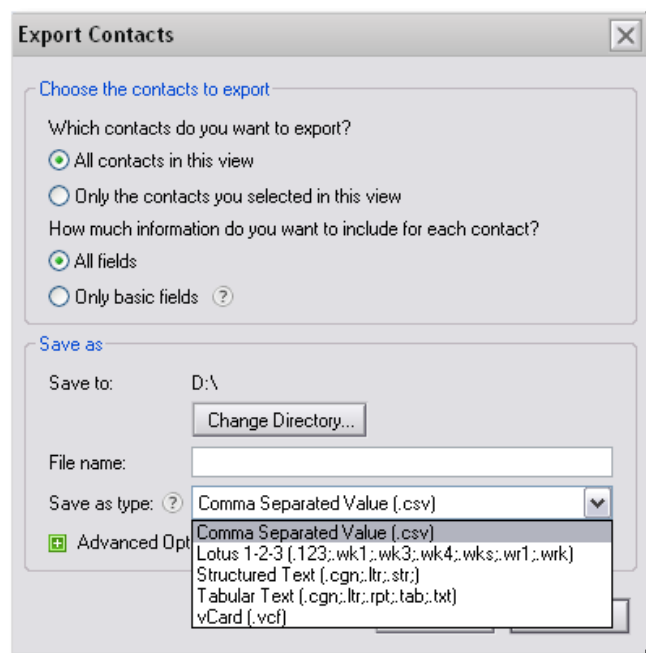 Export Contacts
Choose the contacts to export
Which contacts do you want to export?
All contacts in this view
Only the contacts you selected in this view
How much information do you want to include for each contact?
All fields
Only basic fields ?
Save as
Save to: D:\
Change Directory...
File name:
Save as type: ? Comma Separated Value (.csv)
Comma Separated Value (.csv)
Advanced Opt
Lotus 1-2-3 (.123;.wk1;.wk3;.wk4;.wks;.wr1;.wrk)
Structured Text (.cgn;.ltr;.str;)
Tabular Text (.cgn;.ltr;.rpt;.tab;.txt)
vCard (.vcf)